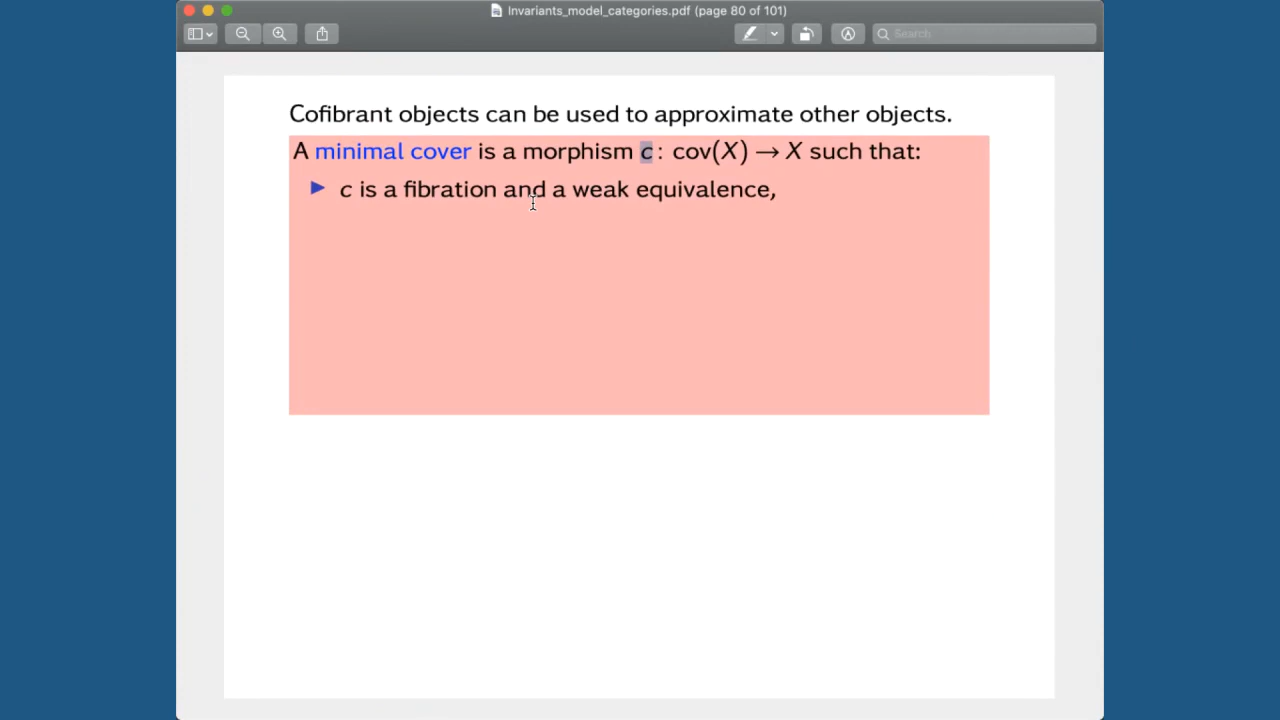 Invariants_model_categories.pdf (page 80 of 101)
Search
Cofibrant objects can be used to approximate other objects.
A minimal cover is a morphism c : cov(X) → X such that:
▶ c is a fibration and a weak equivalence,